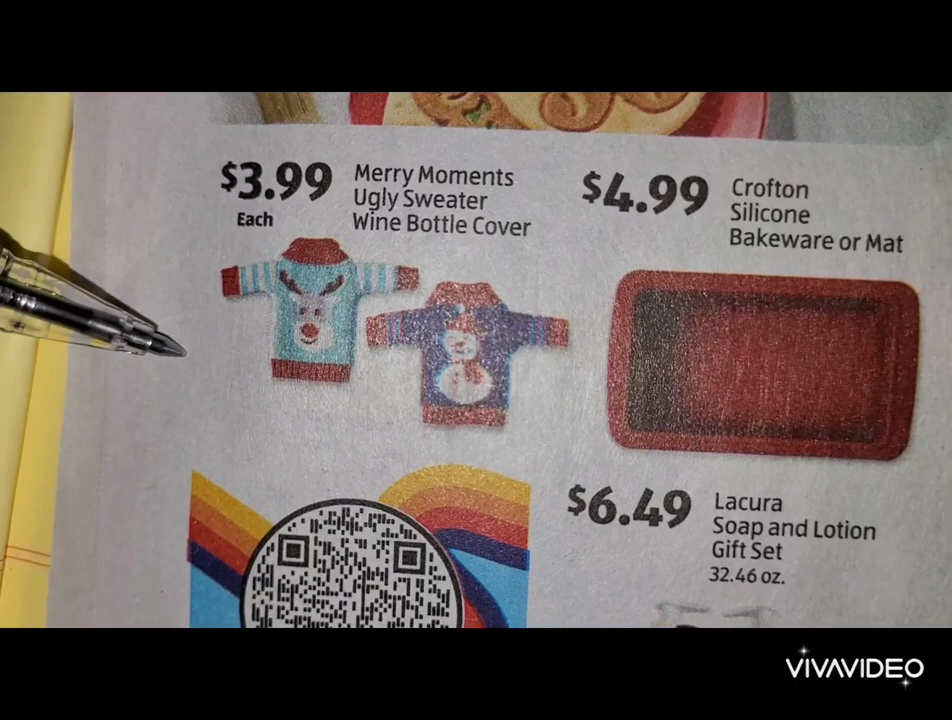 $3.99
Each
Merry Moments
Ugly Sweater
Wine Bottle Cover
$4.99
Crofton
Silicone
Bakeware or Mat
$6.49
Lacura
Soap and Lotion
Gift Set
32.46 oz.
VIVAVIDEO